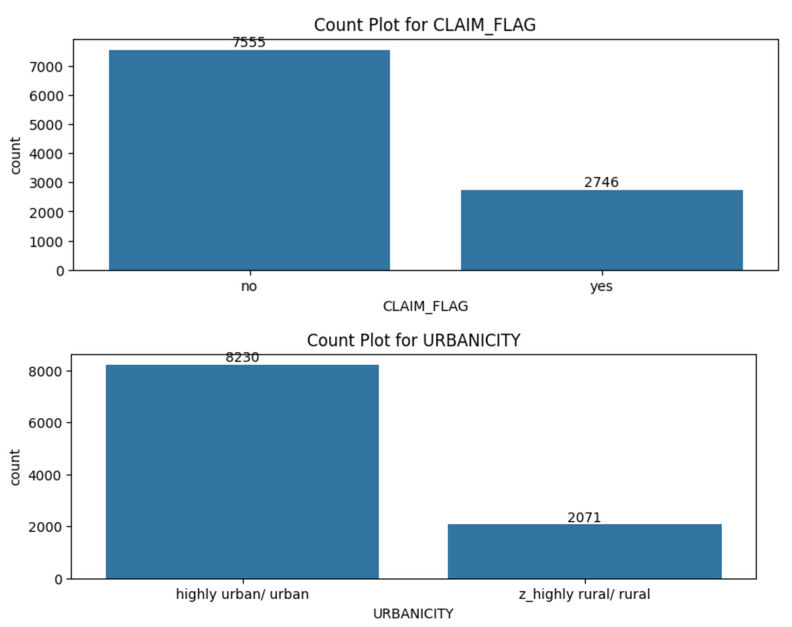 Count Plot for CLAIM_FLAG
7555
7000
6000
5000
4000
3000
2000
1000
0
count
2746
no yes
CLAIM_FLAG
Count Plot for URBANICITY
8230
8000
6000
4000
2000
0
count
2071
highly urban/ urban z_highly rural/ rural
URBANICITY